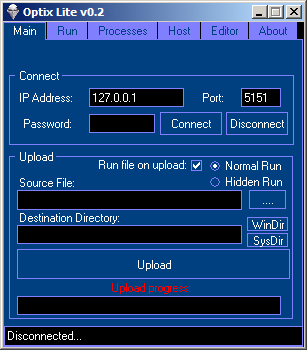 Optix Lite v0.2
Main Run Processes Host Editor About
Connect
IP Address: 127.0.0.1 Port: 5151
Password: Connect Disconnect
Upload
Run file on upload: Normal Run
Source File: Hidden Run
....
Destination Directory: WinDir
SysDir
Upload
Upload progress:
Disconnected...